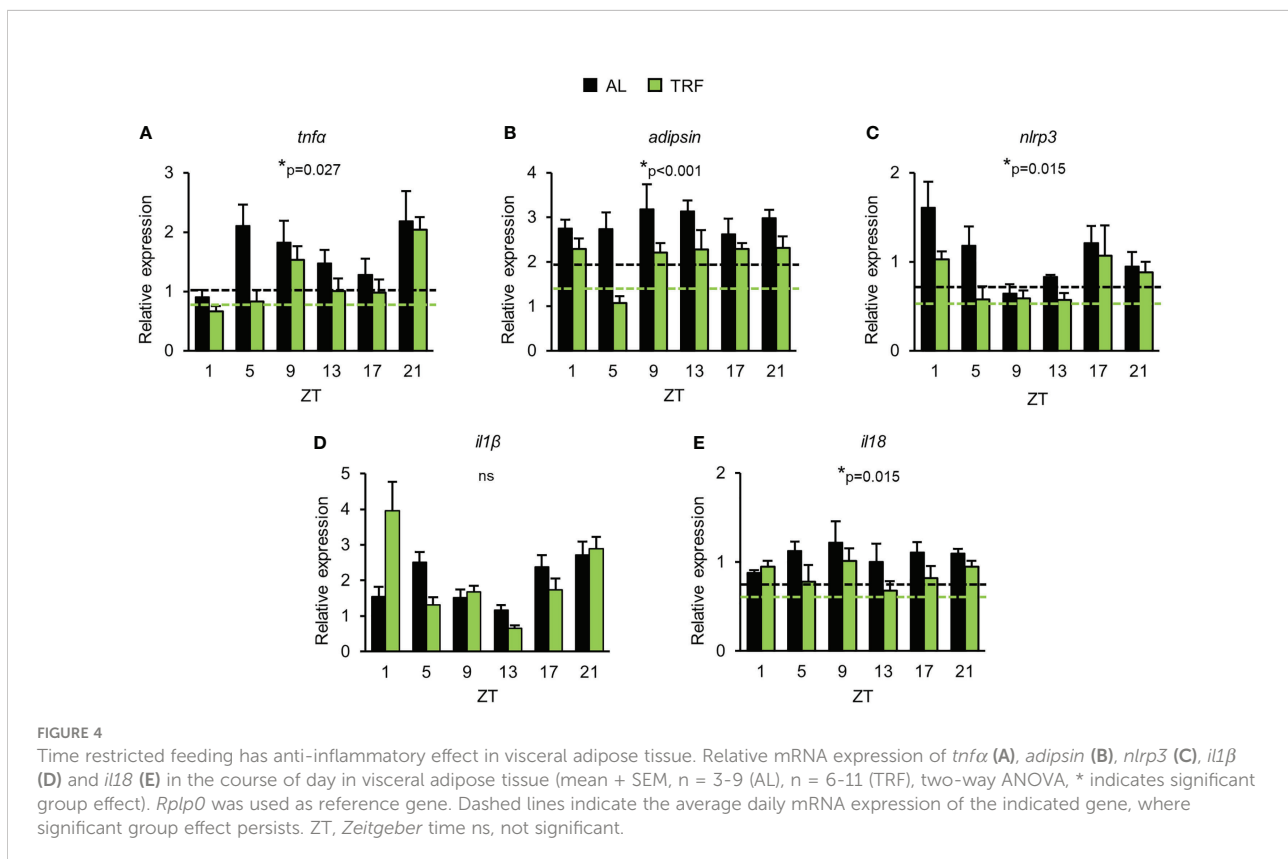 AL TRF
A
tnfα
*p=0.027
Relative expression
3
2
1
0
1 5 9 13 17 21
ZT
B
adipsin
*p<0.001
Relative expression
4
3
2
1
0
1 5 9 13 17 21
ZT
C
nlrp3
*p=0.015
Relative expression
2
1
0
1 5 9 13 17 21
ZT
D
il1β
ns
Relative expression
5
4
3
2
1
0
1 5 9 13 17 21
ZT
E
il18
*p=0.015
Relative expression
2
1
0
1 5 9 13 17 21
ZT
FIGURE 4
Time restricted feeding has anti-inflammatory effect in visceral adipose tissue. Relative mRNA expression of tnfα (A), adipsin (B), nlrp3 (C), il1β
(D) and il18 (E) in the course of day in visceral adipose tissue (mean + SEM, n = 3-9 (AL), n = 6-11 (TRF), two-way ANOVA, * indicates significant
group effect). Rplp0 was used as reference gene. Dashed lines indicate the average daily mRNA expression of the indicated gene, where
significant group effect persists. ZT, Zeitgeber time ns, not significant.